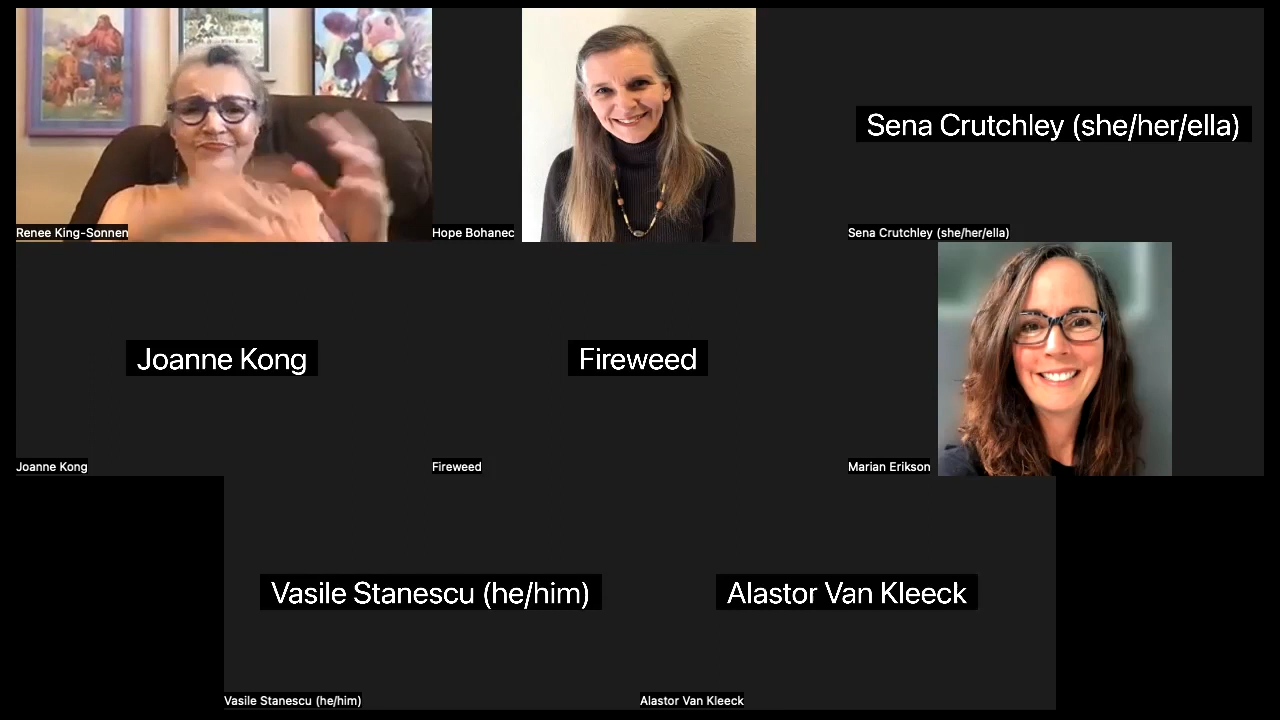 Sena Crutchley (she/her/ella)
Renee King-Sonnen
Hope Bohanec
Sena Crutchley (she/her/ella)
Joanne Kong
Fireweed
Joanne Kong
Fireweed
Marian Erikson
Vasile Stanescu (he/him)
Alastor Van Kleeck
Vasile Stanescu (he/him)
Alastor Van Kleeck